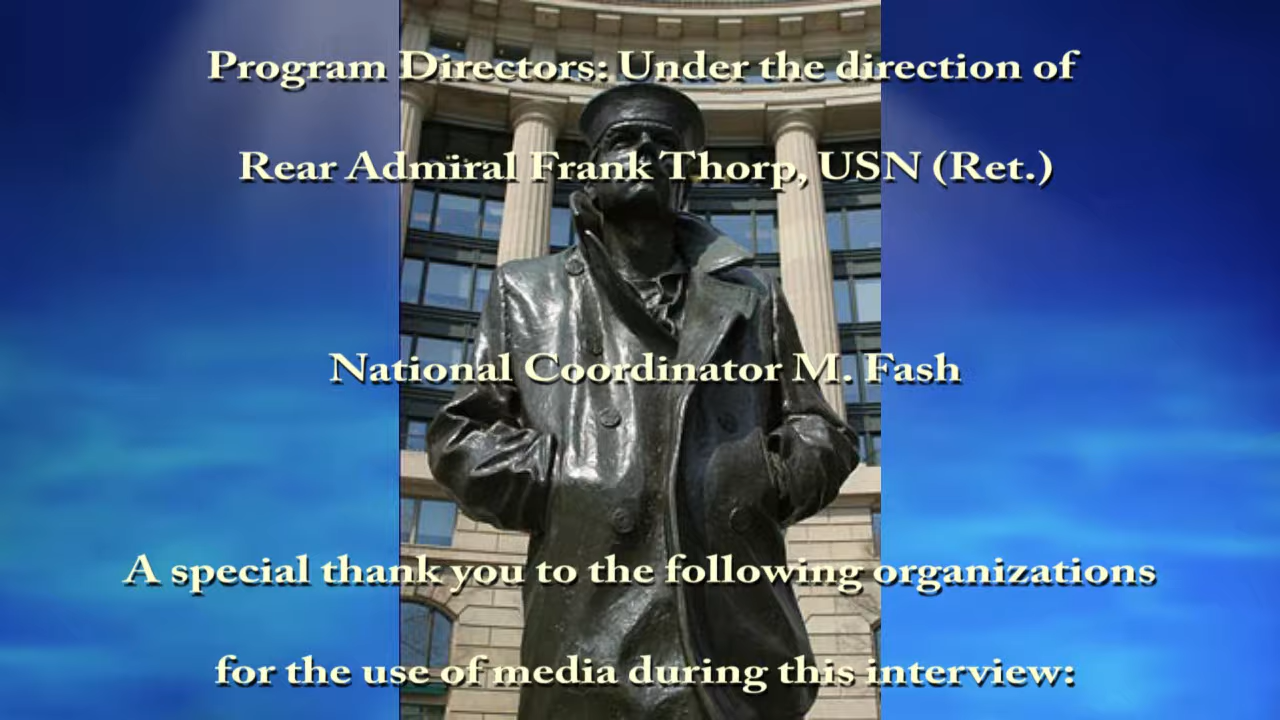 Program Directors: Under the direction of
Rear Admiral Frank Thorp, USN (Ret.)
National Coordinator M. Fash
A special thank you to the following organizations
for the use of media during this interview: